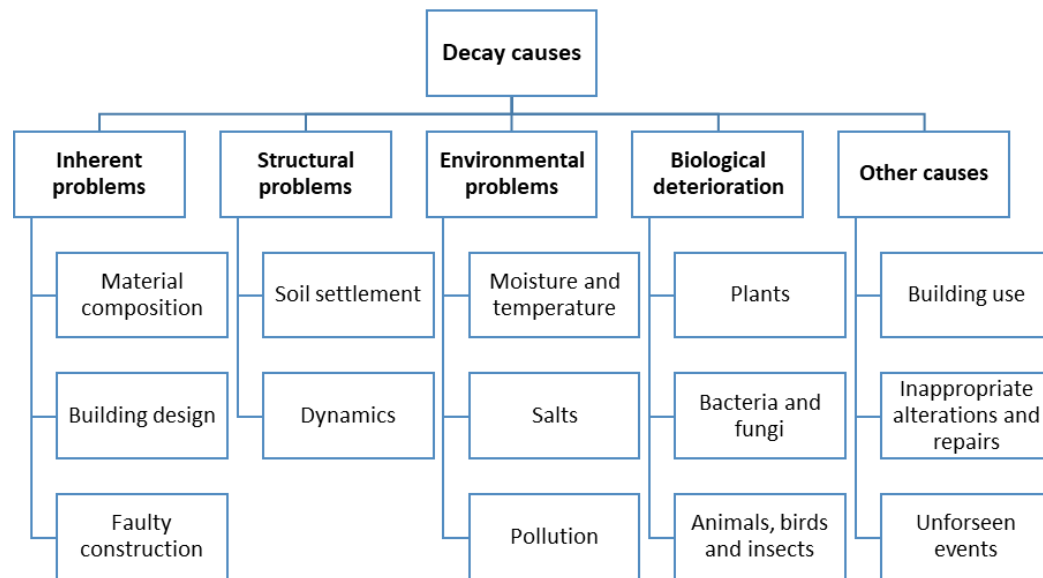 Decay causes
Inherent
problems
Structural
problems
Environmental
problems
Biological
deterioration
Other causes
Material
composition
Building design
Faulty
construction
Soil settlement
Dynamics
Moisture and
temperature
Salts
Pollution
Plants
Bacteria and
fungi
Animals, birds
and insects
Building use
Inappropriate
alterations and
repairs
Unforseen
events